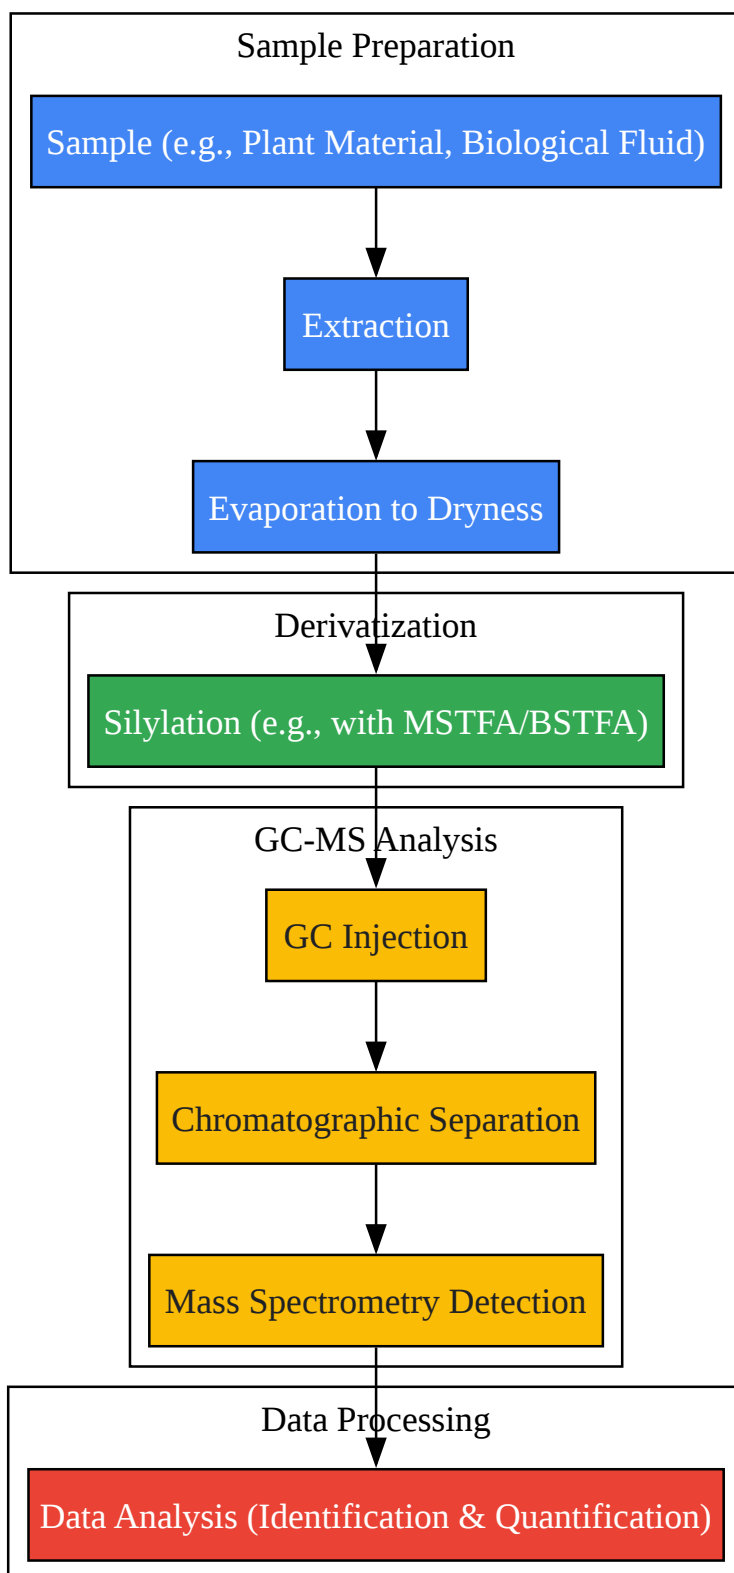 Sample Preparation
Sample (e.g., Plant Material, Biological Fluid)
Extraction
Evaporation to Dryness
Derivatization
Silylation (e.g., with MSTFA/BSTFA)
GC-MS Analysis
GC Injection
Chromatographic Separation
Mass Spectrometry Detection
Data Processing
Data Analysis (Identification & Quantification)